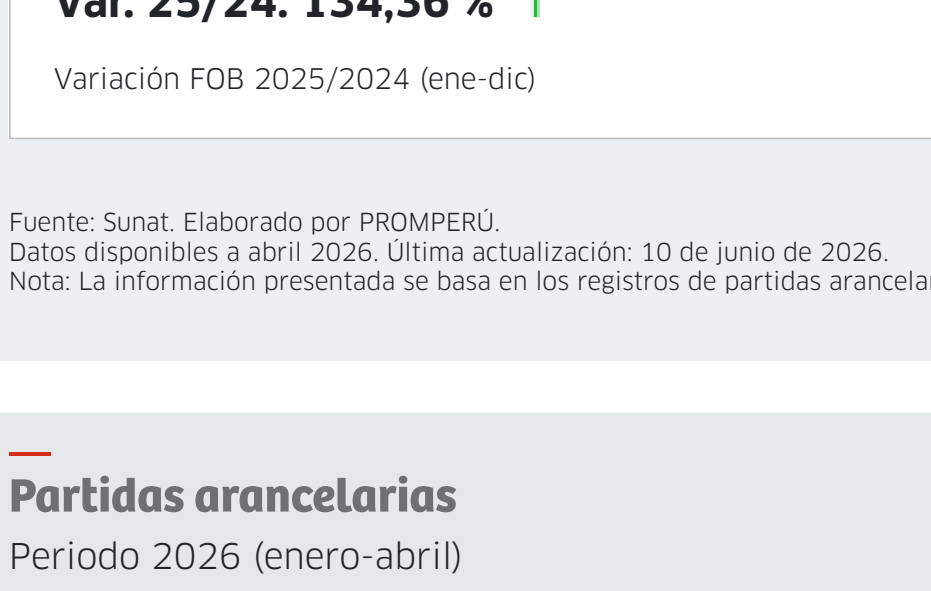 Var. 25/24. 134,36 %
Variación FOB 2025/2024 (ene-dic)
Fuente: Sunat. Elaborado por PROMPERÚ.
Datos disponibles a abril 2026. Última actualización: 10 de junio de 2026.
Nota: La información presentada se basa en los registros de partidas
Partidas arancelarias
Periodo 2026 (enero-abril)